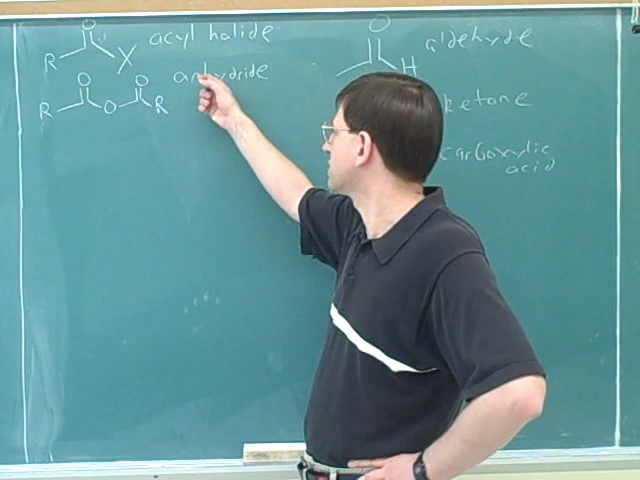 O
R X acyl halide
O O
R O R anhydride
O
H aldehyde
ketone
carboxylic
acid